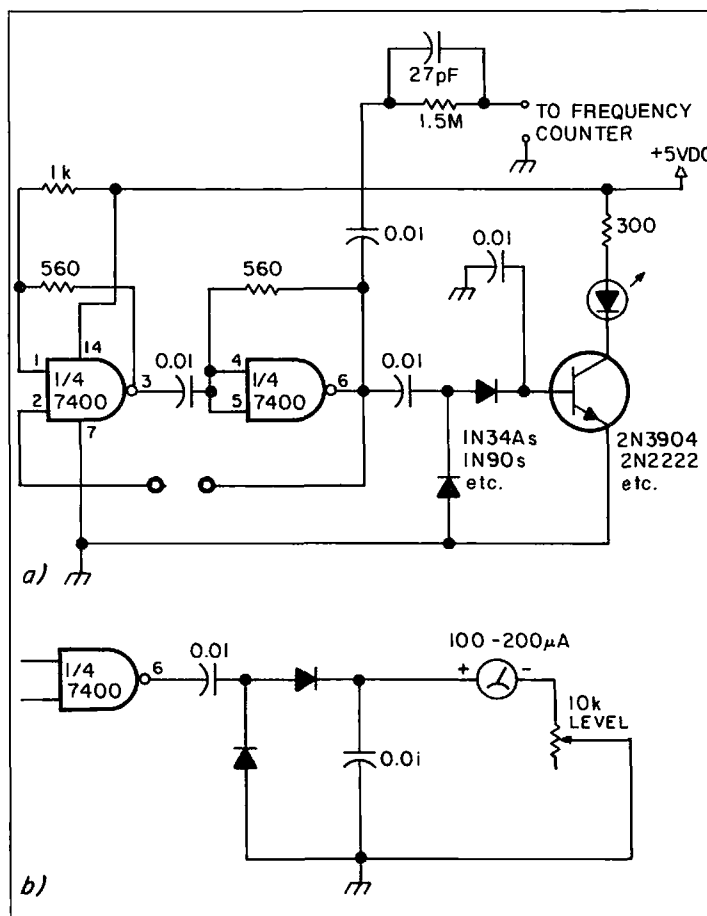 27pF
1.5M
TO FREQUENCY
COUNTER
+5VDC
1k
300
0.01
0.01
560
560
1
14
2
1/4
7400
3
7
0.01
4
5
1/4
7400
6
0.01
1N34As
1N90s
etc.
2N3904
2N2222
etc.
a)
1/4
7400
6
0.01
100-200µA
+
-
10k
LEVEL
0.0i
b)